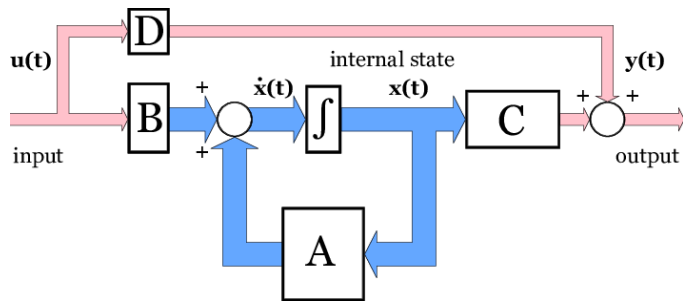 D
u(t)
internal state
y(t)
+
ẋ(t)
x(t)
+
+
B
∫
C
+
input
output
A